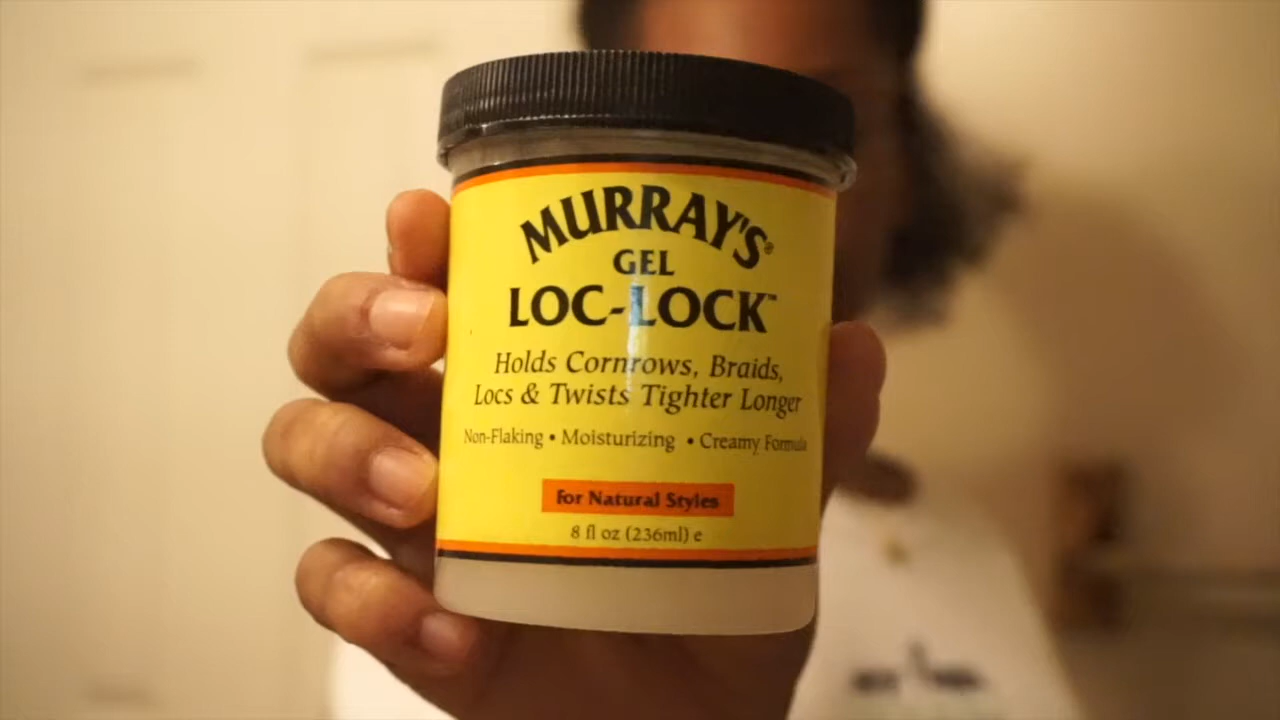 MURRAY'S®
GEL
LOC-LOCK™
Holds Cornrows, Braids,
Locs & Twists Tighter Longer
Non-Flaking • Moisturizing • Creamy Formula
For Natural Styles
8 fl oz (236ml) e